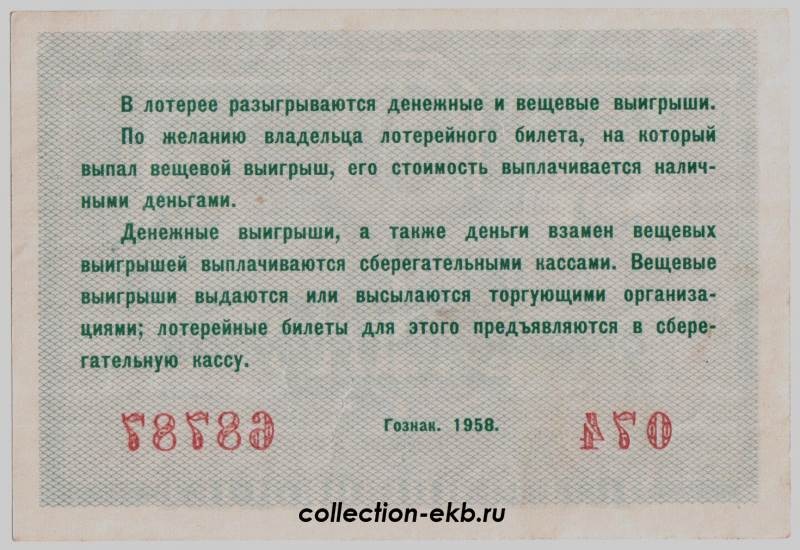 В лотерее разыгрываются денежные и вещевые выигрыши.
По желанию владельца лотерейного билета, на который
выпал вещевой выигрыш, его стоимость выплачивается налич-
ными деньгами.
Денежные выигрыши, а также деньги взамен вещевых
выигрышей выплачиваются сберегательными кассами. Вещевые
выигрыши выдаются или высылаются торгующими организа-
циями; лотерейные билеты для этого предъявляются в сбере-
гательную кассу.
Гознак. 1958.
074
collection-ekb.ru